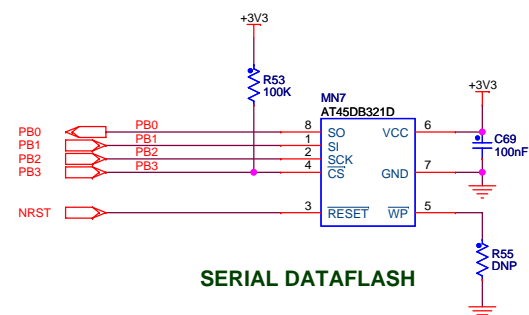 +3V3
R53
100K
+3V3
MN7
AT45DB321D
PB0 PB0 8 SO VCC 6
C69
100nF
PB1 PB1 1 SI
PB2 PB2 2 SCK
PB3 PB3 4 CS GND 7
NRST 3 RESET WP 5
R55
DNP
SERIAL DATAFLASH